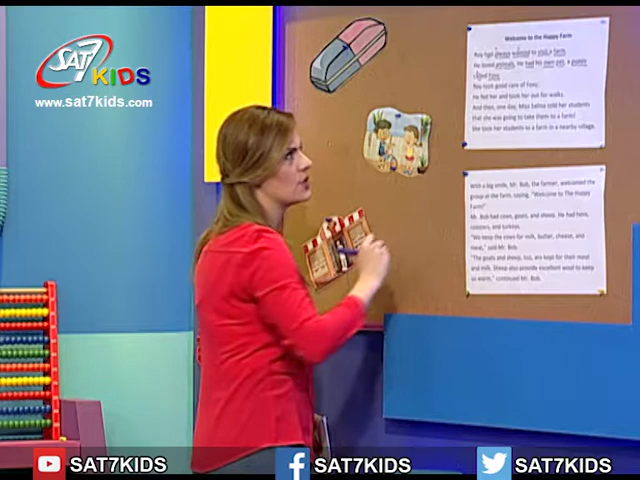 SAT7
KIDS
www.sat7kids.com
Welcome to the Happy Farm
Roy had always wanted to visit a farm.
He loved animals. He had his own pet, a puppy
called Foxy.
Roy took good care of Foxy.
He fed her and took her out for walks.
And then, one day, Miss Salma told her students
that she was going to take them to a farm!
She took her students to a farm in a nearby village.
With a big smile, Mr. Bob, the farmer, welcomed the
group at the farm, saying, "Welcome to The Happy
Farm!"
Mr. Bob had cows, goats, and sheep. He had hens,
roosters, and turkeys.
"We keep the cows for milk, butter, cheese, and
meat," said Mr. Bob.
"The goats and sheep, too, are kept for their meat
and milk. Sheep also provide excellent wool to keep
us warm," continued Mr. Bob.
SAT7KIDS
SAT7KIDS
SAT7KIDS